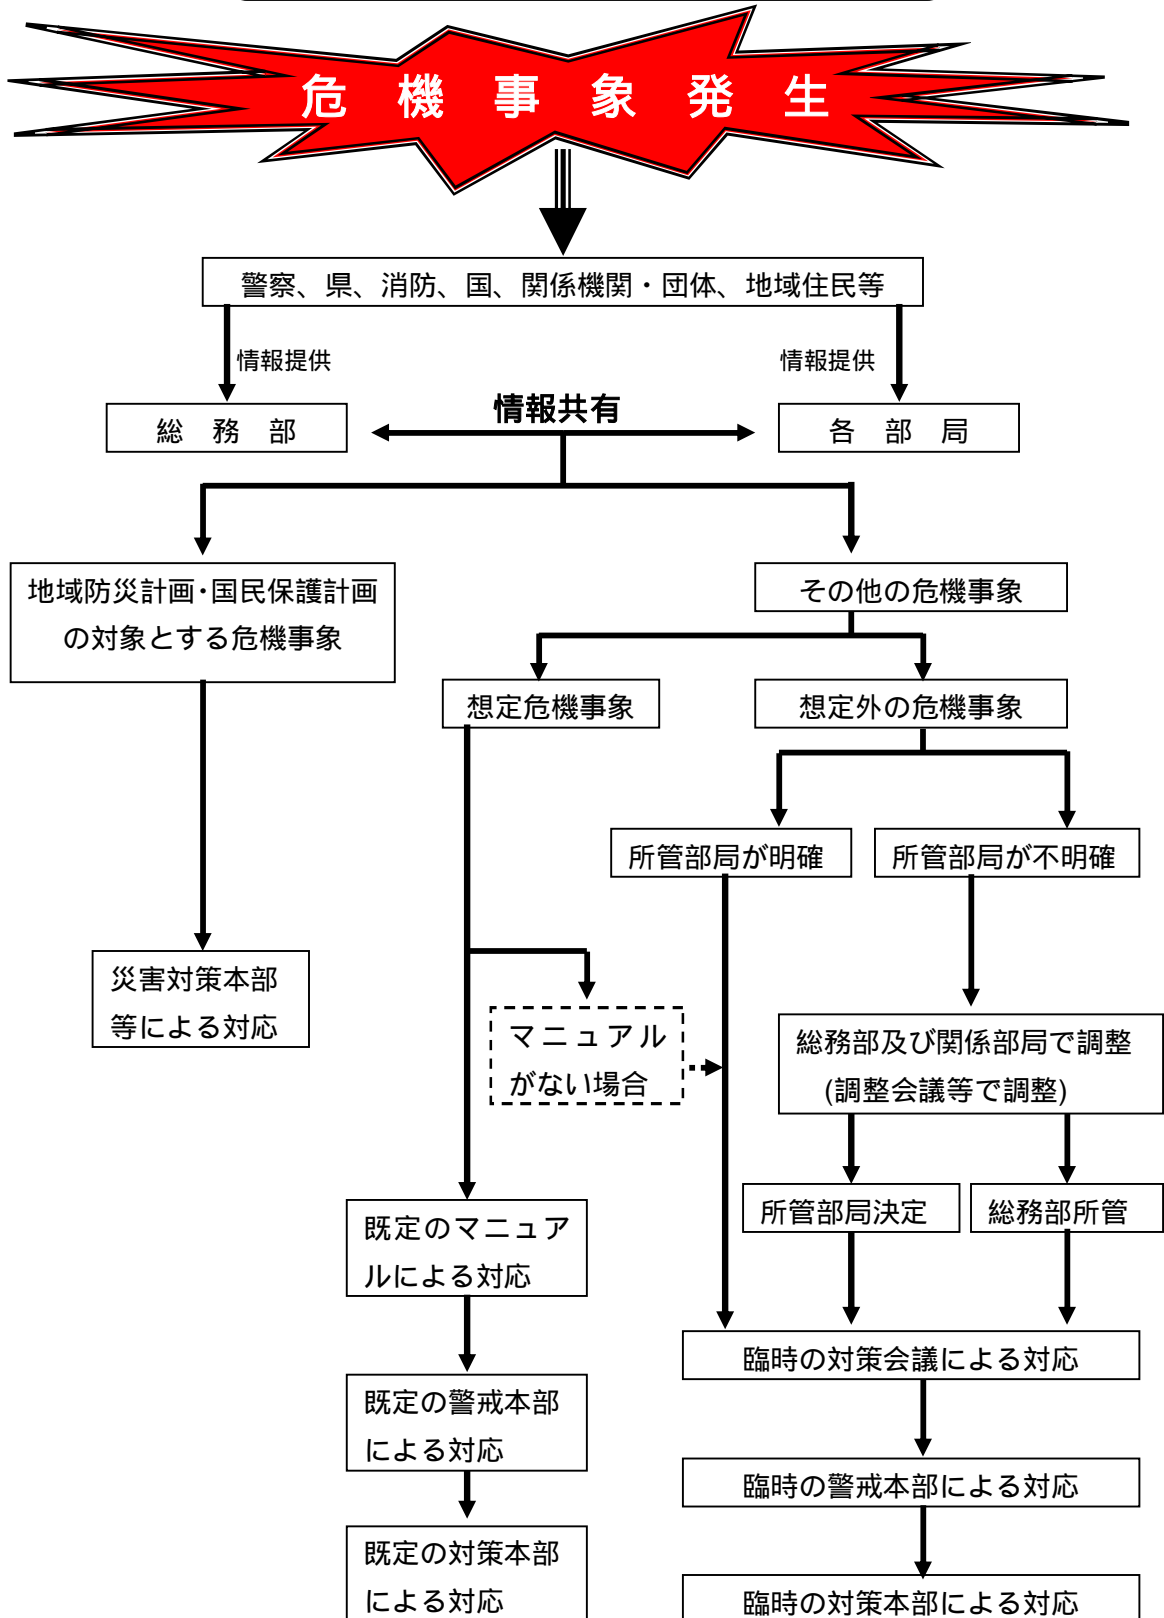 危 機 事 象 発 生
警察、県、消防、国、関係機関・団体、地域住民等
情報提供
情報提供
情報共有
総 務 部
各 部 局
地域防災計画・国民保護計画
の対象とする危機事象
その他の危機事象
想定危機事象
想定外の危機事象
所管部局が明確
所管部局が不明確
災害対策本部
等による対応
マニュアル
がない場合
総務部及び関係部局で調整
(調整会議等で調整)
所管部局決定
総務部所管
既定のマニュア
ルによる対応
臨時の対策会議による対応
既定の警戒本部
による対応
臨時の警戒本部による対応
既定の対策本部
による対応
臨時の対策本部による対応